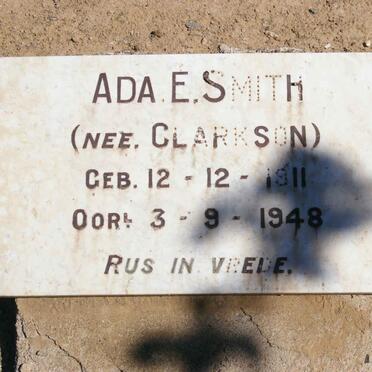 ADA.E.SMITH
(NEE. CLARKSON)
GEB. 12 - 12 - 1911
OORL 3 - 9 - 1948
RUS IN VREDE.